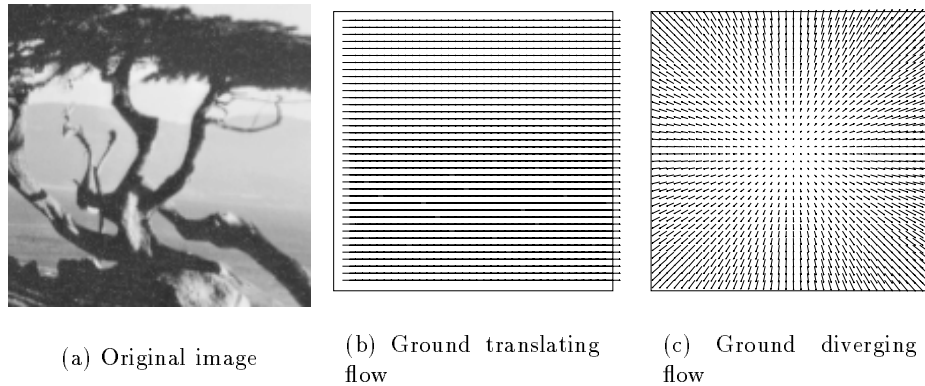 (a) Original image
(b) Ground translating
flow
(c) Ground diverging
flow